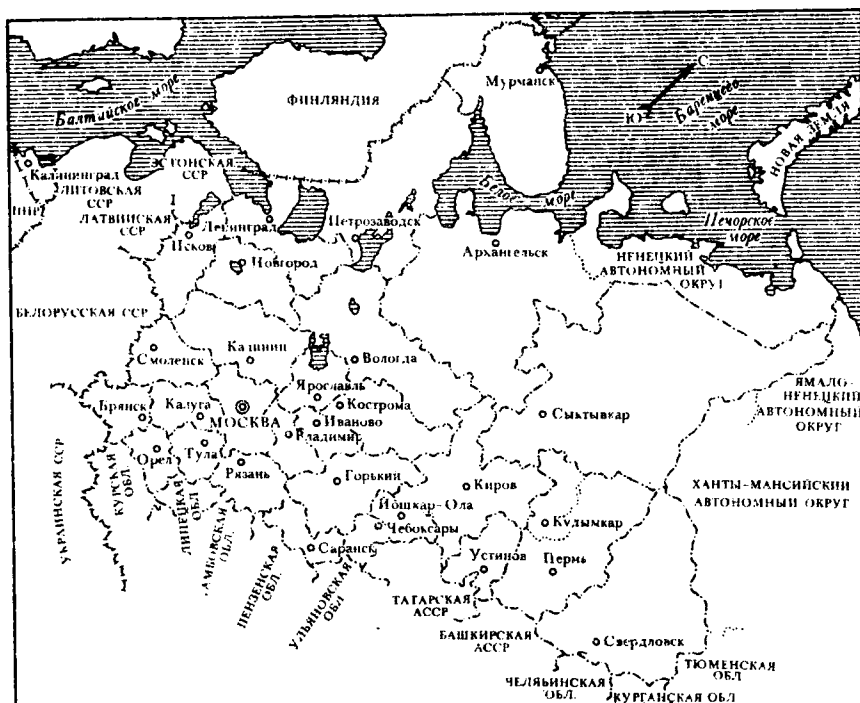 Мурманск
С
Ю
Баренцево
море
НОВАЯ ЗЕМЛЯ
ФИНЛЯНДИЯ
Балтийское море
Калининград
ЭСТОНСКАЯ
ССР
ЛИТОВСКАЯ
ССР
ЛАТВИЙСКАЯ
ССР
Белое море
Печорское
море
Ленинград
Петрозаводск
Псков
Новгород
Архангельск
НЕНЕЦКИЙ
АВТОНОМНЫЙ
ОКРУГ
БЕЛОРУССКАЯ ССР
Смоленск
Калинин
Вологда
ЯМАЛО-
НЕНЕЦКИЙ
АВТОНОМНЫЙ
ОКРУГ
Ярославль
Кострома
Брянск
Калуга
МОСКВА
Иваново
Владимир
Сыктывкар
Орел
Тула
Рязань
Горький
Киров
ХАНТЫ-МАНСИЙСКИЙ
АВТОНОМНЫЙ ОКРУГ
УКРАИНСКАЯ ССР
КУРСКАЯ
ОБЛ.
ЛИПЕЦКАЯ
ОБЛ
ТАМБОВСКАЯ
ОБЛ.
Йошкар-Ола
Чебоксары
Кудымкар
Саранск
Устинов
Пермь
ПЕНЗЕНСКАЯ
ОБЛ.
УЛЬЯНОВСКАЯ
ОБЛ
ТАТАРСКАЯ
АССР
БАШКИРСКАЯ
АССР
Свердловск
ТЮМЕНСКАЯ
ОБЛ
ЧЕЛЯБИНСКАЯ
ОБЛ.
КУРГАНСКАЯ ОБЛ